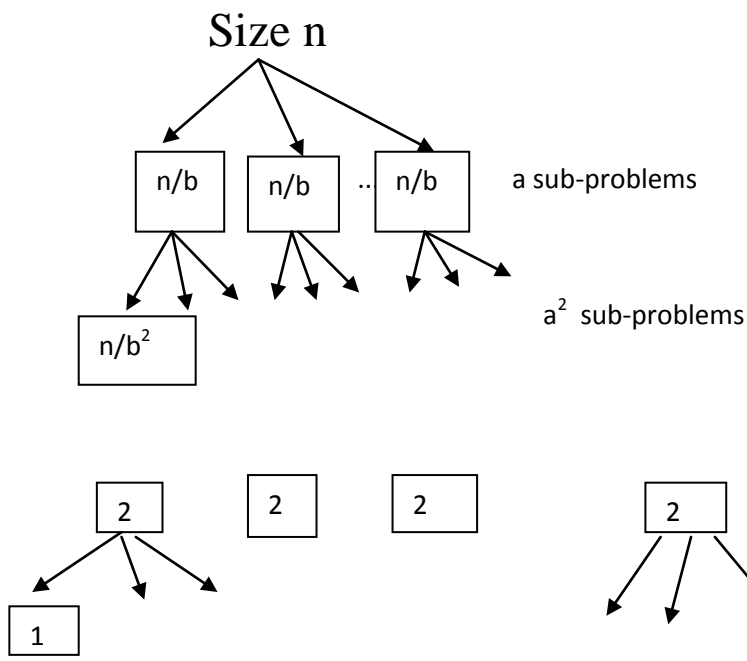 Size n
n/b n/b ... n/b a sub-problems
a² sub-problems
n/b²
2 2 2 2
1